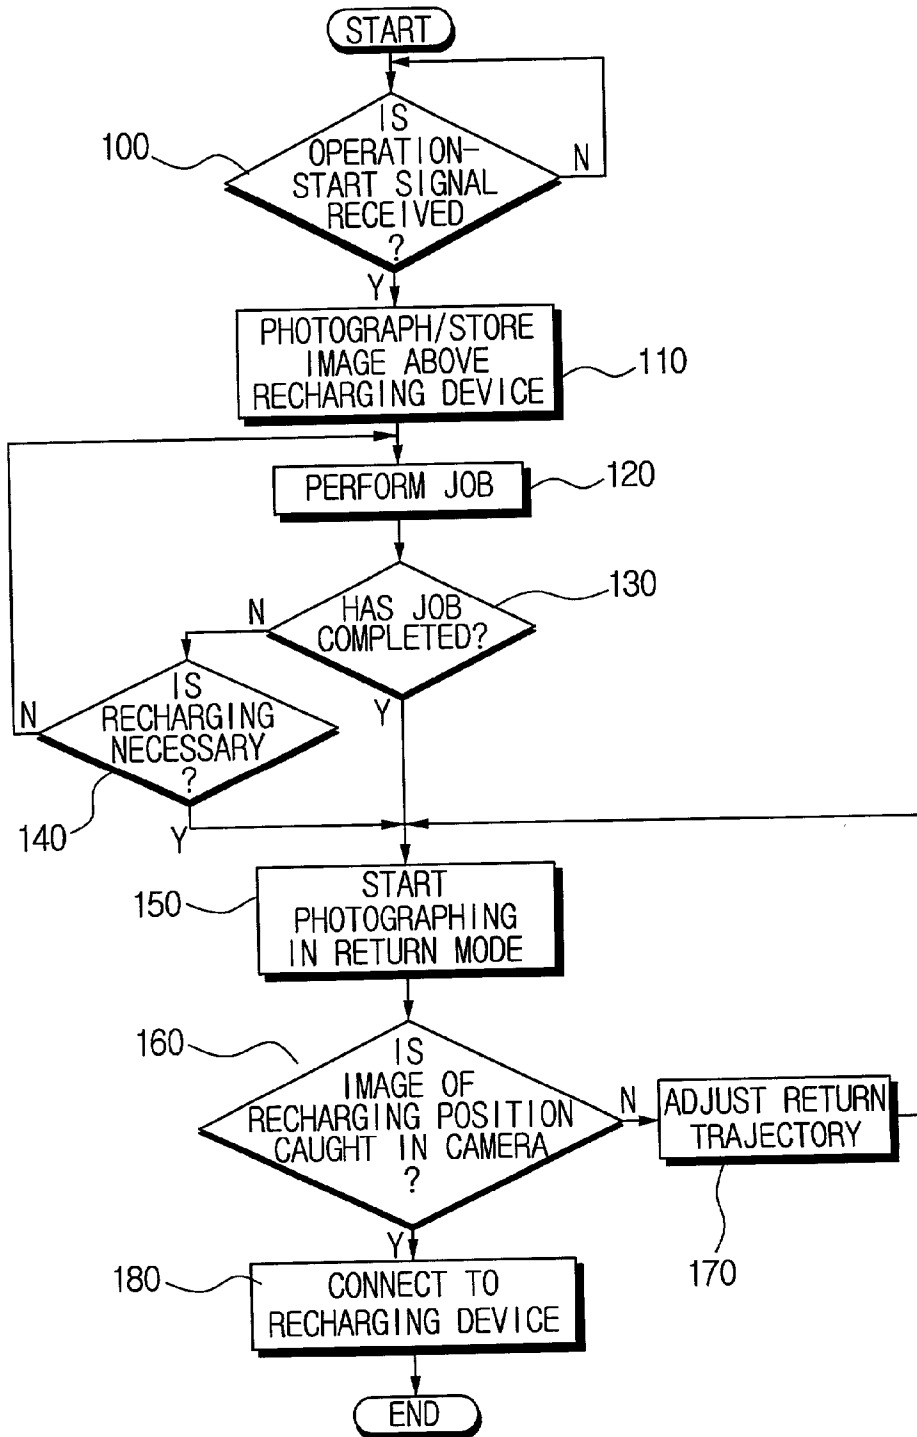 START
IS
OPERATION-
START SIGNAL
RECEIVED
?
100
N
Y
PHOTOGRAPH/STORE
IMAGE ABOVE
RECHARGING DEVICE
110
PERFORM JOB
120
HAS JOB
COMPLETED?
130
N
Y
IS
RECHARGING
NECESSARY
?
N
140
Y
START
PHOTOGRAPHING
IN RETURN MODE
150
IS
IMAGE OF
RECHARGING POSITION
CAUGHT IN CAMERA
?
160
N
ADJUST RETURN
TRAJECTORY
170
Y
CONNECT TO
RECHARGING DEVICE
180
END